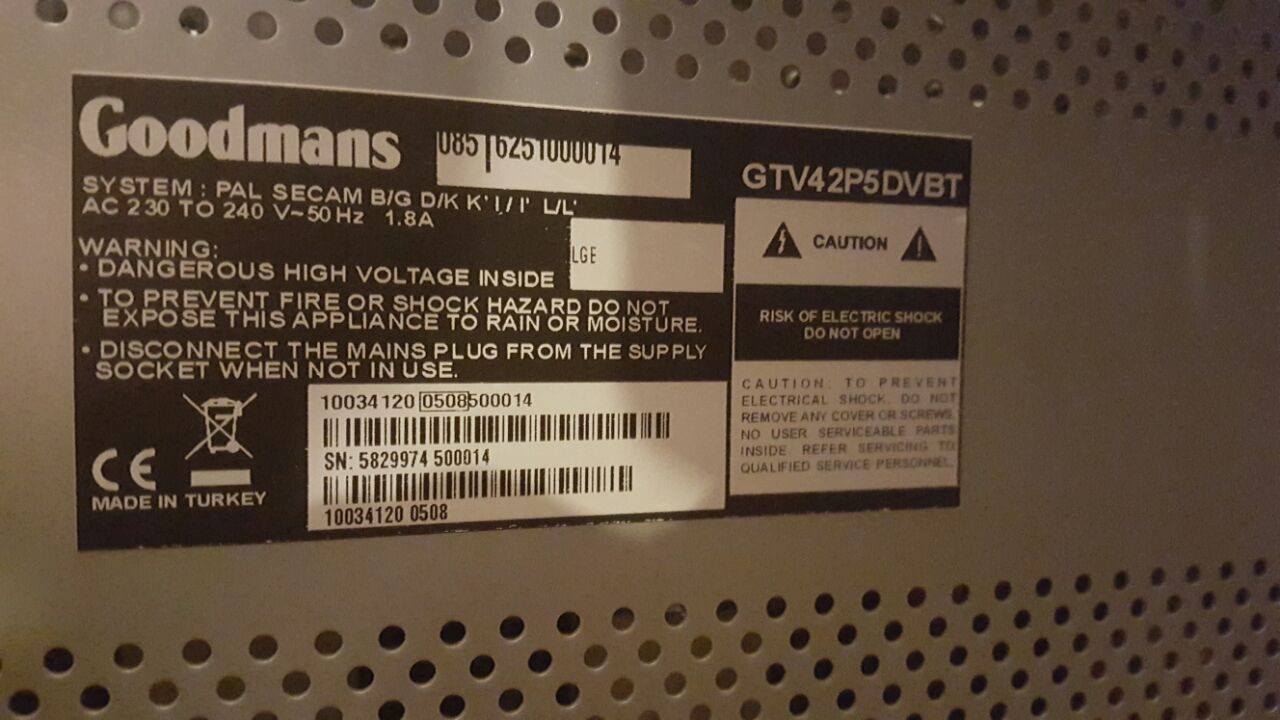 Goodmans
SYSTEM : PAL SECAM B/G D/K K' I/I' L/L'
AC 230 TO 240 V~50Hz 1.8A
WARNING:
• DANGEROUS HIGH VOLTAGE INSIDE
LGE
• TO PREVENT FIRE OR SHOCK HAZARD DO NOT
EXPOSE THIS APPLIANCE TO RAIN OR MOISTURE.
• DISCONNECT THE MAINS PLUG FROM THE SUPPLY
SOCKET WHEN NOT IN USE.
10034120 0508500014
SN: 5829974 500014
10034120 0508
CE
MADE IN TURKEY
GTV42P5DVBT
CAUTION
RISK OF ELECTRIC SHOCK
DO NOT OPEN
CAUTION: TO PREVENT
ELECTRICAL SHOCK, DO NOT
REMOVE ANY COVER OR SCREWS.
NO USER SERVICEABLE PARTS
INSIDE REFER SERVICING TO
QUALIFIED SERVICE PERSONNEL.